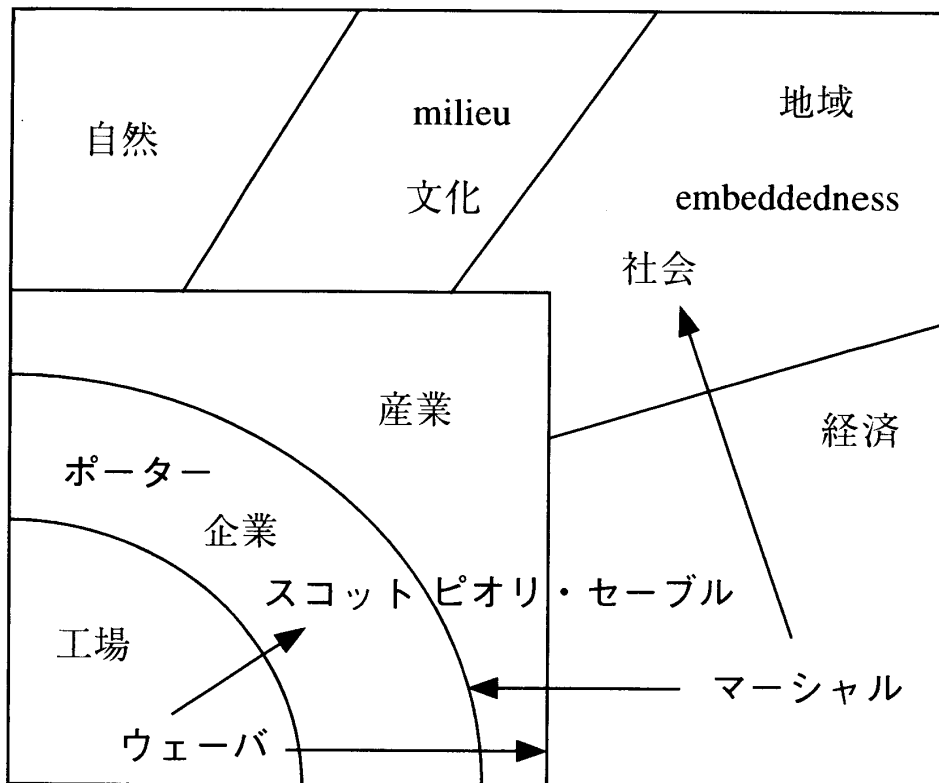 自然
milieu
文化
地域
embeddedness
社会
産業
経済
ポーター
企業
スコット ピオリ・セーブル
工場
マーシャル
ウェーバ